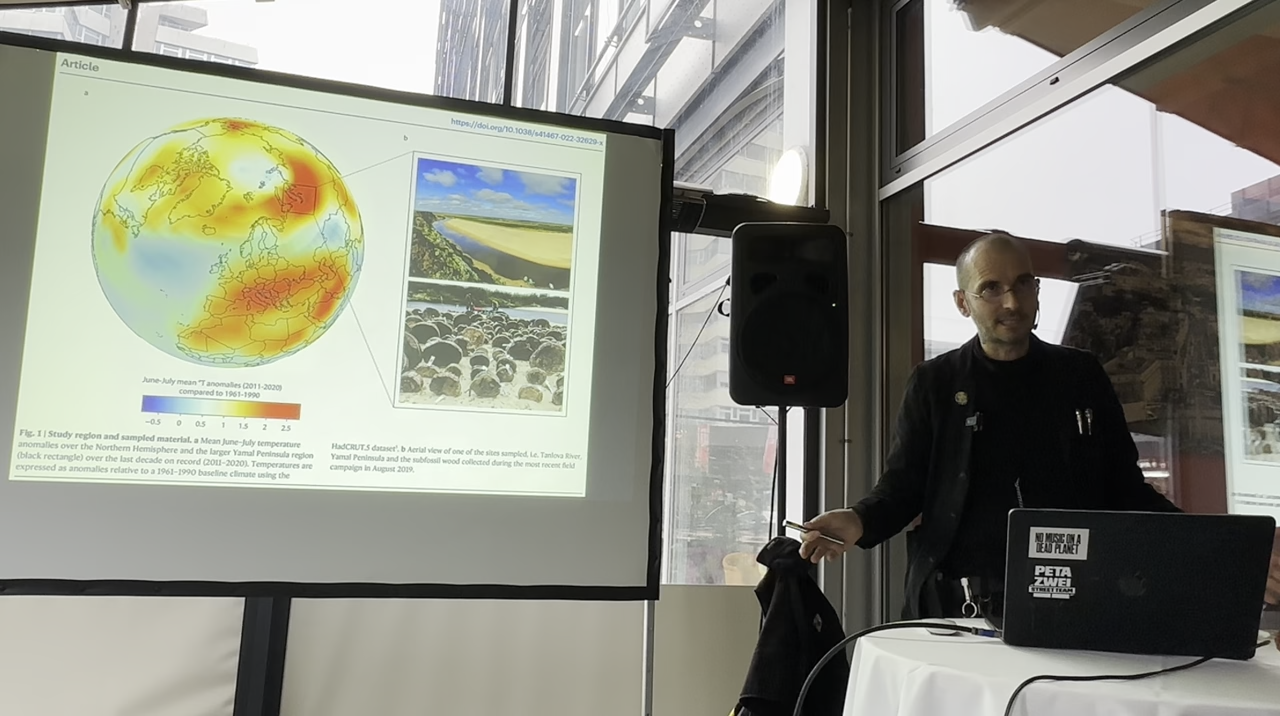 Article
a
https://doi.org/10.1038/s41467-022-32629-x
b
June-July mean °T anomalies (2011-2020)
compared to 1961-1990
−0.5 0 0.5 1 1.5 2 2.5
Fig. 1 | Study region and sampled material. a Mean June–July temperature
anomalies over the Northern Hemisphere and the larger Yamal Peninsula region
(black rectangle) over the last decade on record (2011–2020). Temperatures are
expressed as anomalies relative to a 1961–1990 baseline climate using the
HadCRUT.5 dataset¹. b Aerial view of one of the sites sampled, i.e. Tanlova River,
Yamal Peninsula and the subfossil wood collected during the most recent field
campaign in August 2019.
JBL
NO MUSIC ON A
DEAD PLANET
PETA
ZWEI
STREET TEAM